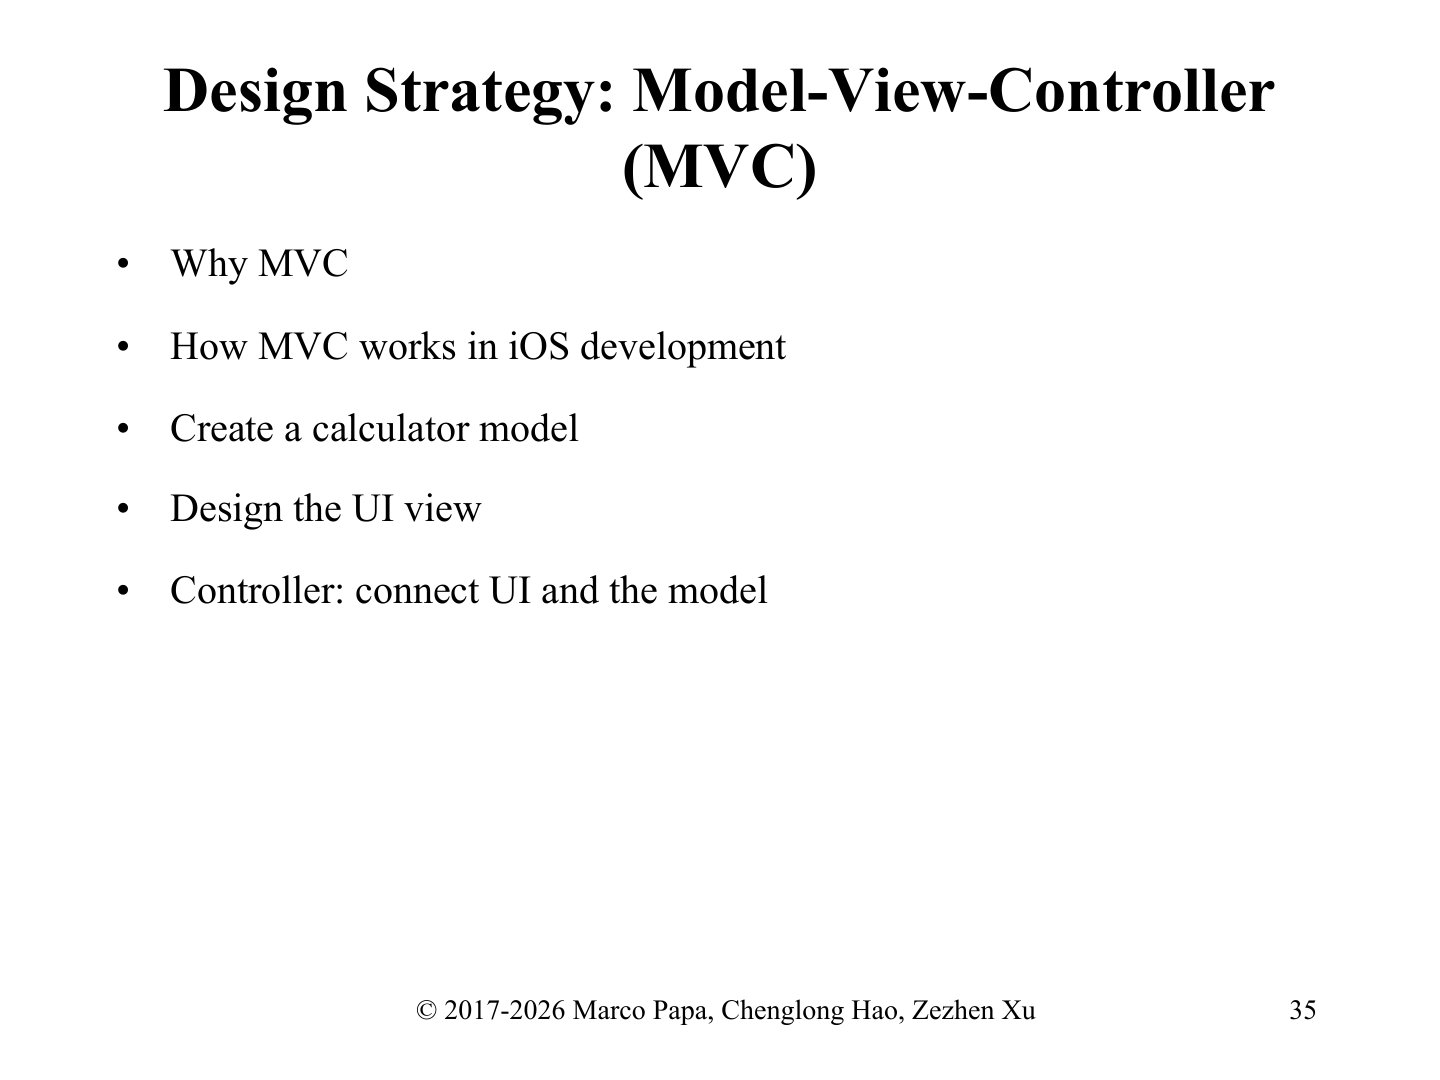 Design Strategy: Model-View-Controller
(MVC)
• Why MVC
• How MVC works in iOS development
• Create a calculator model
• Design the UI view
• Controller: connect UI and the model
© 2017-2026 Marco Papa, Chenglong Hao, Zezhen Xu 35